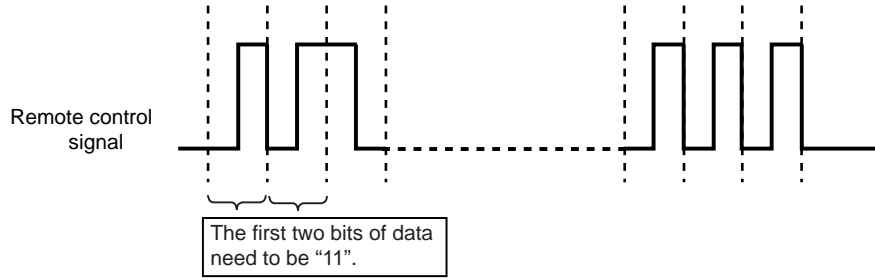 Remote control
signal
The first two bits of data
need to be “11”.